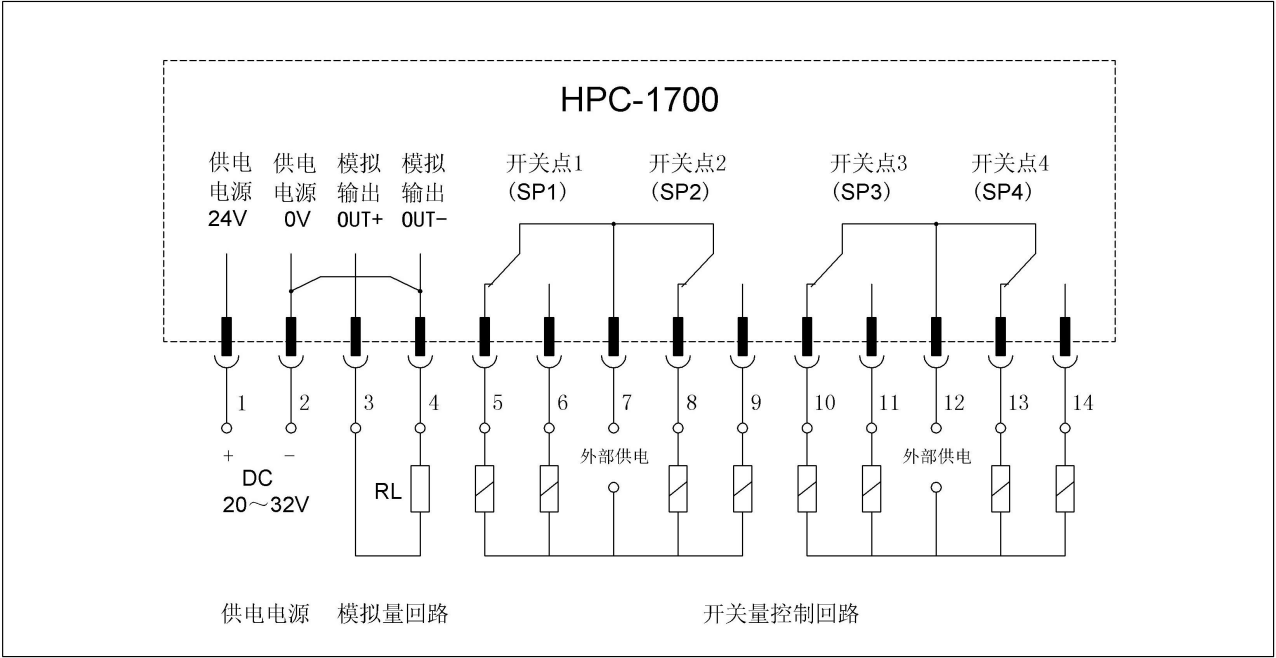 HPC-1700
供电 供电 模拟 模拟 开关点1 开关点2 开关点3 开关点4
电源 电源 输出 输出 (SP1) (SP2) (SP3) (SP4)
24V 0V OUT+ OUT-
1 2 3 4 5 6 7 8 9 10 11 12 13 14
+ - 外部供电 外部供电
DC
RL
20～32V
供电电源 模拟量回路 开关量控制回路